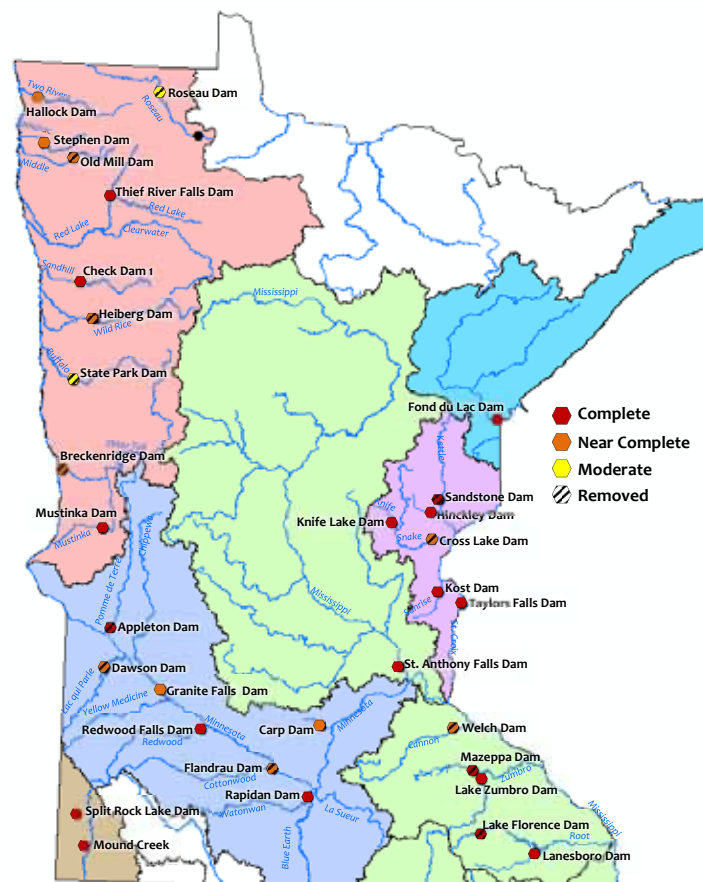 Two Rivers
Roseau Dam
Roseau
Hallock Dam
Stephen Dam
Old Mill Dam
Middle
Thief River Falls Dam
Red Lake
Red Lake
Clearwater
Sandhill
Check Dam 1
Mississippi
Heiberg Dam
Wild Rice
Buffalo
State Park Dam
Fond du Lac Dam
Complete
Near Complete
Moderate
Removed
Kettle
Breckenridge Dam
Sandstone Dam
Mustinka Dam
Knife Lake Dam
Hinckley Dam
Mustinka
Chippewa
Snake
Cross Lake Dam
Pomme de Terre
Mississippi
Kost Dam
Sunrise
Taylors Falls Dam
St. Croix
Appleton Dam
Lac qui Parle
Dawson Dam
St. Anthony Falls Dam
Yellow Medicine
Granite Falls Dam
Minnesota
Redwood Falls Dam
Minnesota
Carp Dam
Welch Dam
Redwood
Cannon
Flandrau Dam
Mazeppa Dam
Cottonwood
Zumbro
Rapidan Dam
Lake Zumbro Dam
Split Rock Lake Dam
Watonwan
La Sueur
Mississippi
Lake Florence Dam
Root
Mound Creek
Blue Earth
Lanesboro Dam